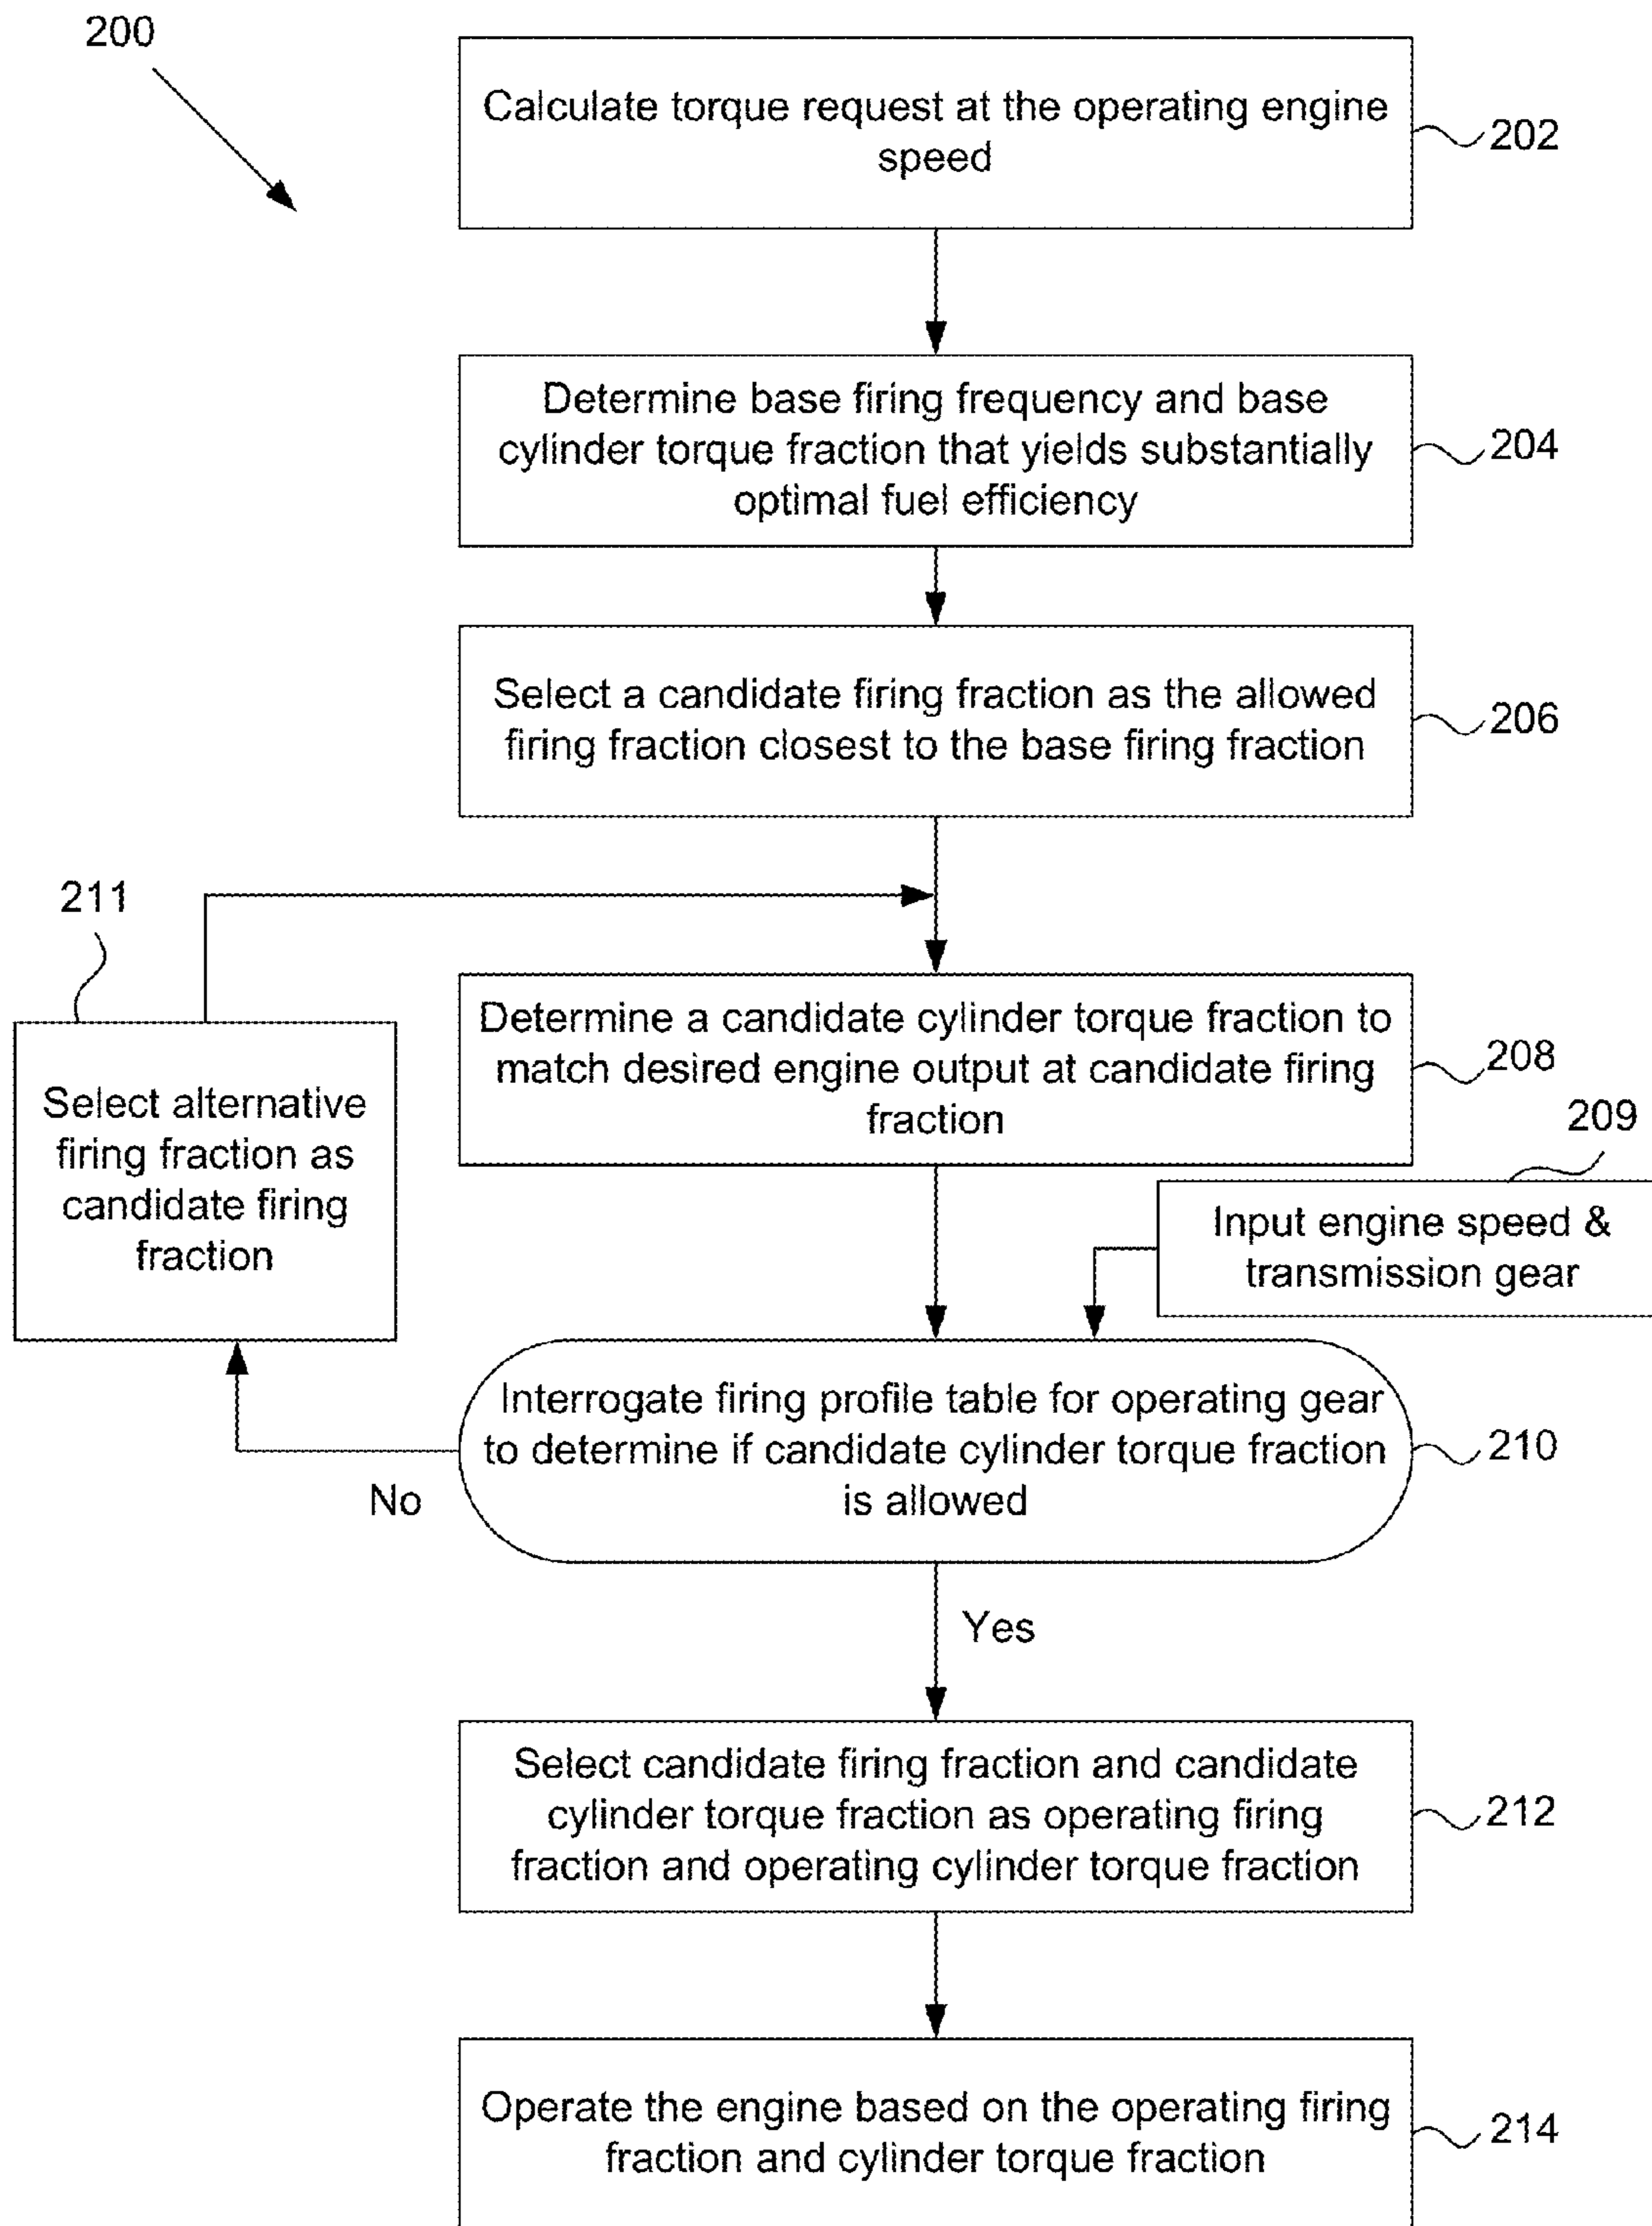 200
Calculate torque request at the operating engine
speed
202
Determine base firing frequency and base
cylinder torque fraction that yields substantially
optimal fuel efficiency
204
Select a candidate firing fraction as the allowed
firing fraction closest to the base firing fraction
206
211
Select alternative
firing fraction as
candidate firing
fraction
Determine a candidate cylinder torque fraction to
match desired engine output at candidate firing
fraction
208
209
Input engine speed &
transmission gear
Interrogate firing profile table for operating gear
to determine if candidate cylinder torque fraction
is allowed
210
No
Yes
Select candidate firing fraction and candidate
cylinder torque fraction as operating firing
fraction and operating cylinder torque fraction
212
Operate the engine based on the operating firing
fraction and cylinder torque fraction
214